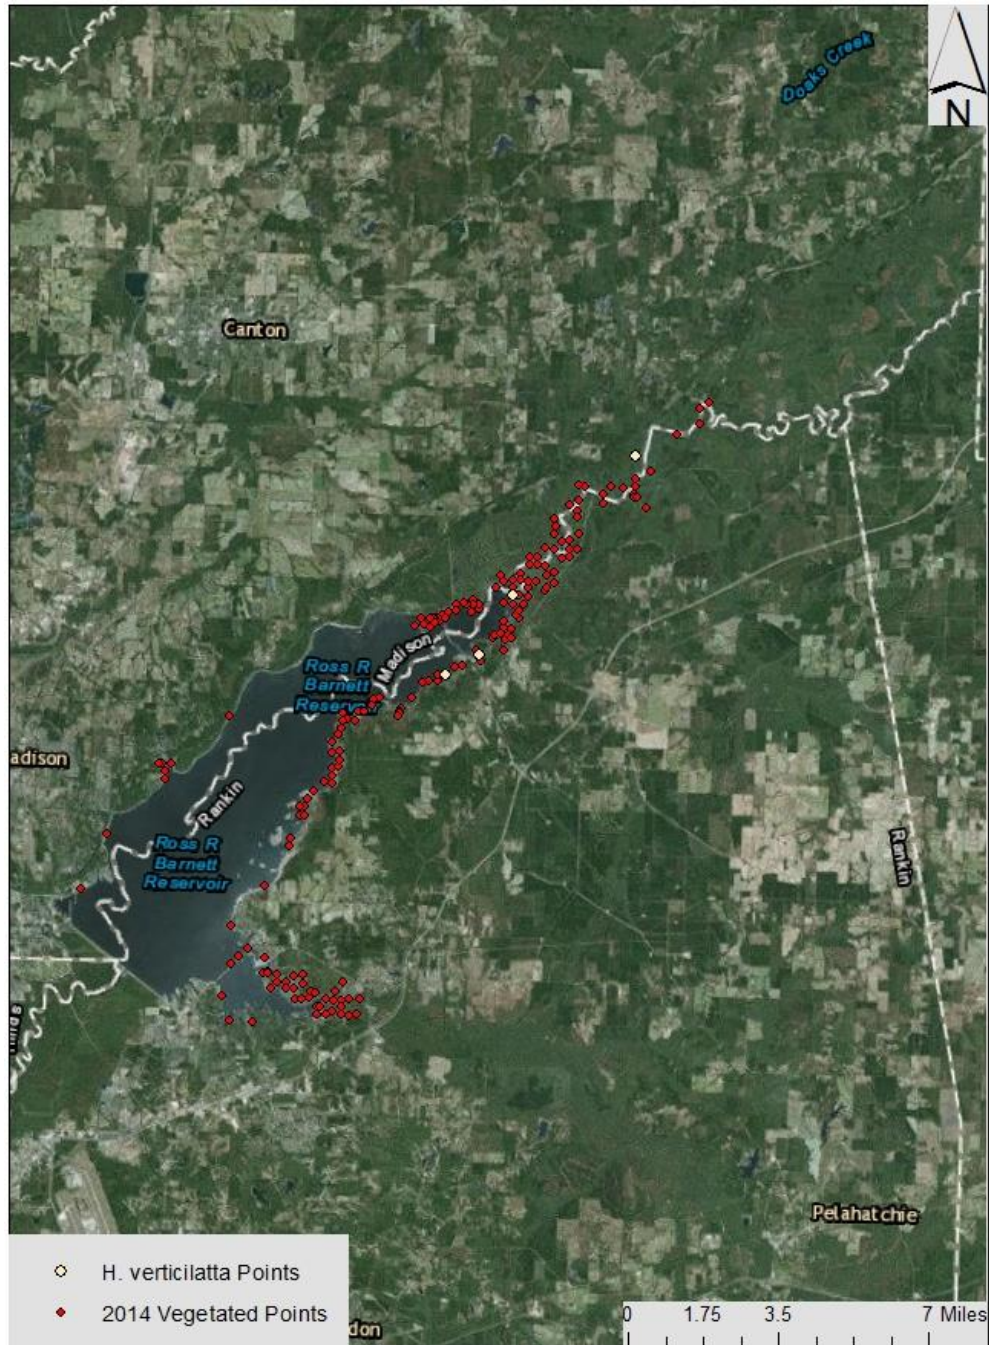 Doaks Creek
N
Canton
Madison
Ross R
Barnett
Reservoir
adison
Rankin
Ross R
Barnett
Reservoir
Rankin
Pelahatchie
H. verticilatta Points
2014 Vegetated Points
don
0 1.75 3.5 7 Miles